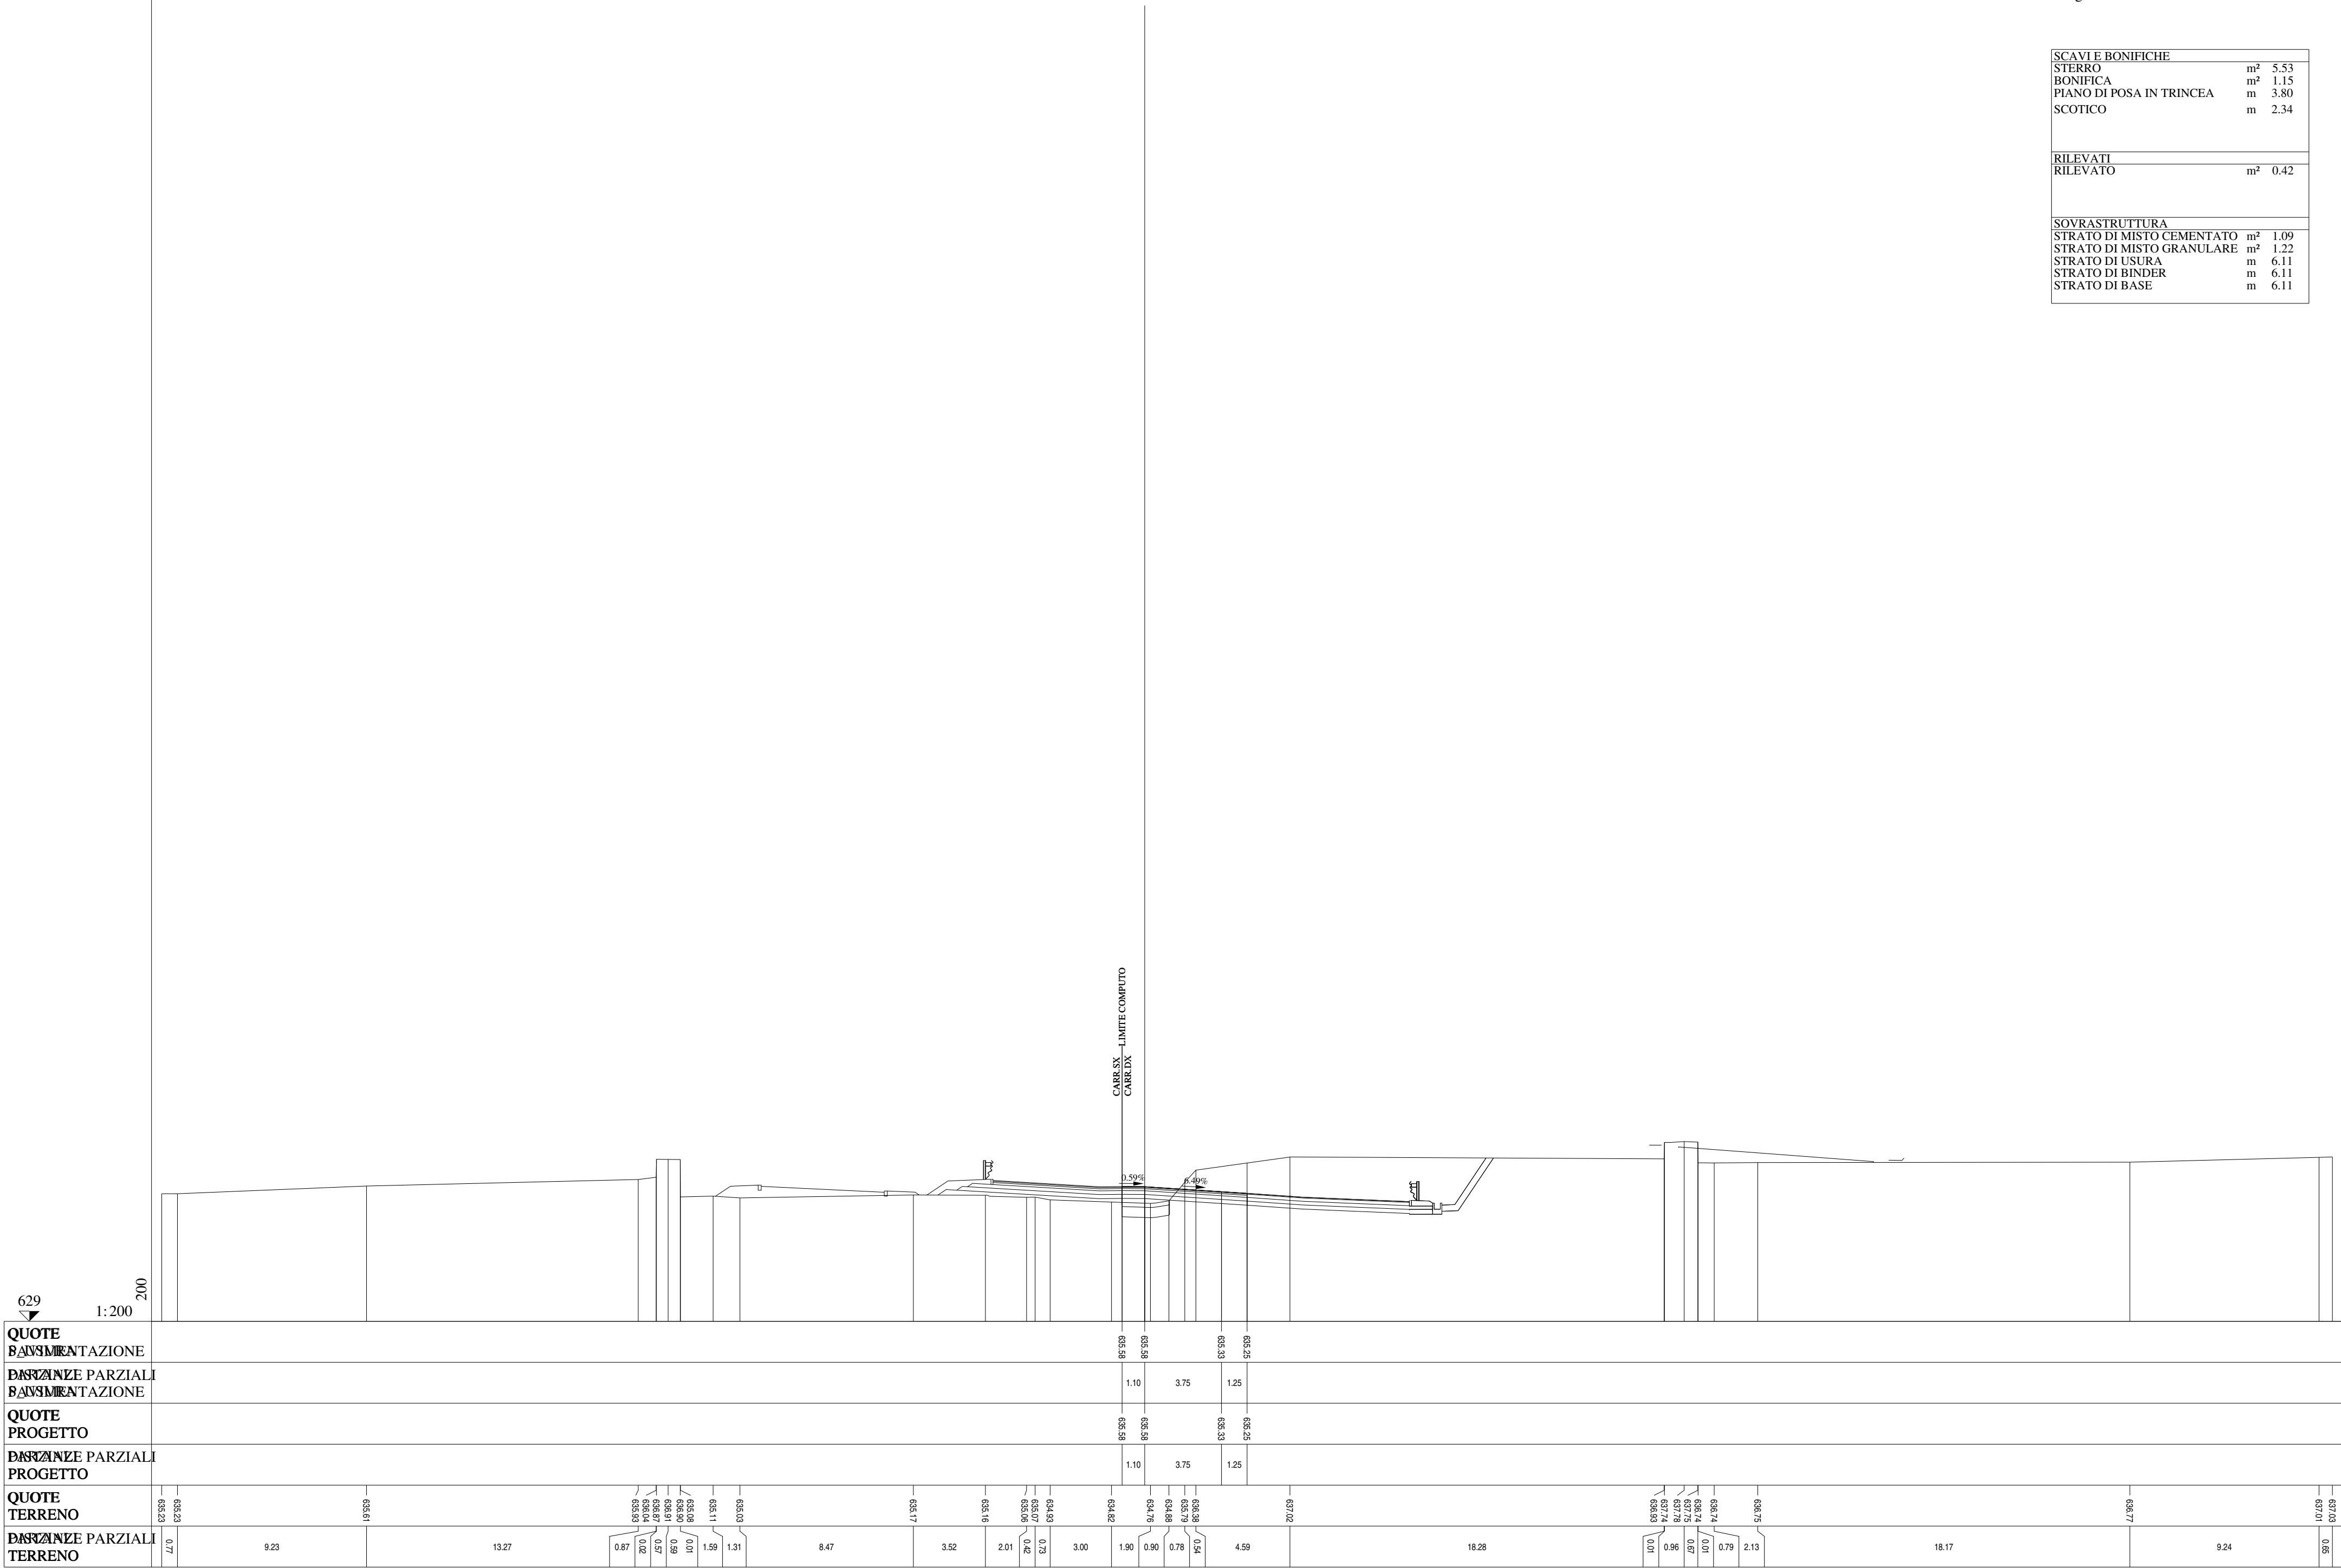 SCAVI E BONIFICHE
STERRO m² 5.53
BONIFICA m² 1.15
PIANO DI POSA IN TRINCEA m 3.80
SCOTICO m 2.34
RILEVATI
RILEVATO m² 0.42
SOVRASTRUTTURA
STRATO DI MISTO CEMENTATO m² 1.09
STRATO DI MISTO GRANULARE m² 1.22
STRATO DI USURA m 6.11
STRATO DI BINDER m 6.11
STRATO DI BASE m 6.11
LIMITE COMPUTO
CARR.SX
CARR.DX
0.59%
6.49%
629
1:200
200
QUOTE
PAVIMENTAZIONE
635.58 635.58 635.33 635.25
PARZIALI
PAVIMENTAZIONE
1.10 3.75 1.25
QUOTE
PROGETTO
635.58 635.58 635.33 635.25
PARZIALI
PROGETTO
1.10 3.75 1.25
QUOTE
TERRENO
635.23 635.23 635.61 635.93 636.04 636.87 636.91 636.90 635.08 635.11 635.03 635.17 635.16 635.06 635.07 634.93 634.82 634.76 634.88 635.79 636.38 637.02 636.93 637.74 637.78 637.75 636.74 636.74 636.75 636.77 637.01 637.03
PARZIALI
TERRENO
0.77 9.23 13.27 0.87 0.02 0.57 0.59 0.01 1.59 1.31 8.47 3.52 2.01 0.42 0.73 3.00 1.90 0.90 0.78 0.54 4.59 18.28 0.01 0.96 0.67 0.01 0.79 2.13 18.17 9.24 0.65